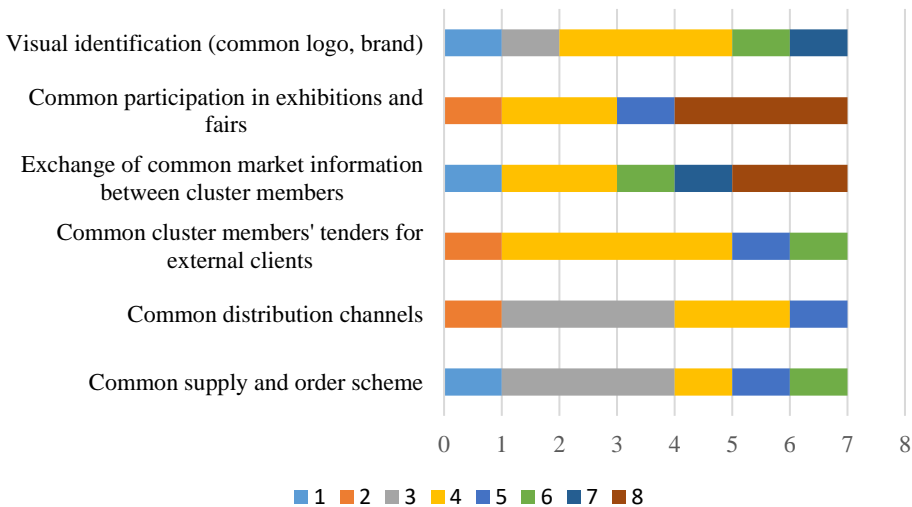 Visual identification (common logo, brand)
Common participation in exhibitions and
fairs
Exchange of common market information
between cluster members
Common cluster members' tenders for
external clients
Common distribution channels
Common supply and order scheme
0 1 2 3 4 5 6 7 8
1 2 3 4 5 6 7 8